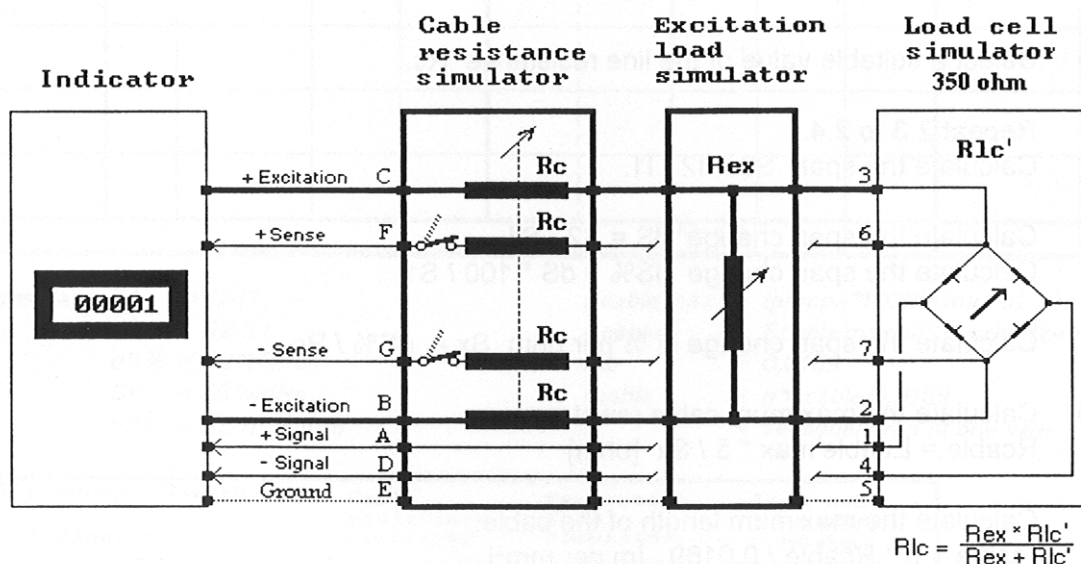 Indicator
Cable
resistance
simulator
Excitation
load
simulator
Load cell
simulator
350 ohm
Rlc'
+ Excitation C Rc Rex 3
+ Sense F Rc 6
00001
- Sense G Rc 7
- Excitation B Rc 2
+ Signal A 1
- Signal D 4
Ground E 5
Rlc = Rex * Rlc'
Rex + Rlc'